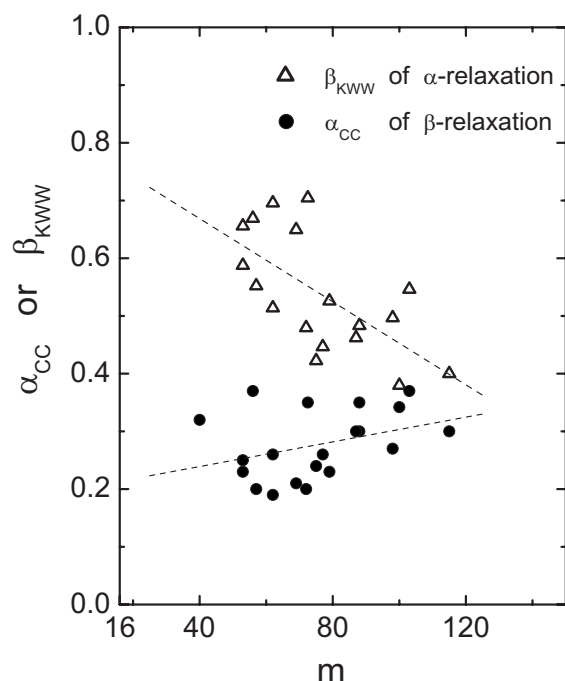 1.0
β_KWW of α-relaxation
α_CC of β-relaxation
0.8
0.6
0.4
0.2
0.0
α_CC or β_KWW
16 40 80 120
m